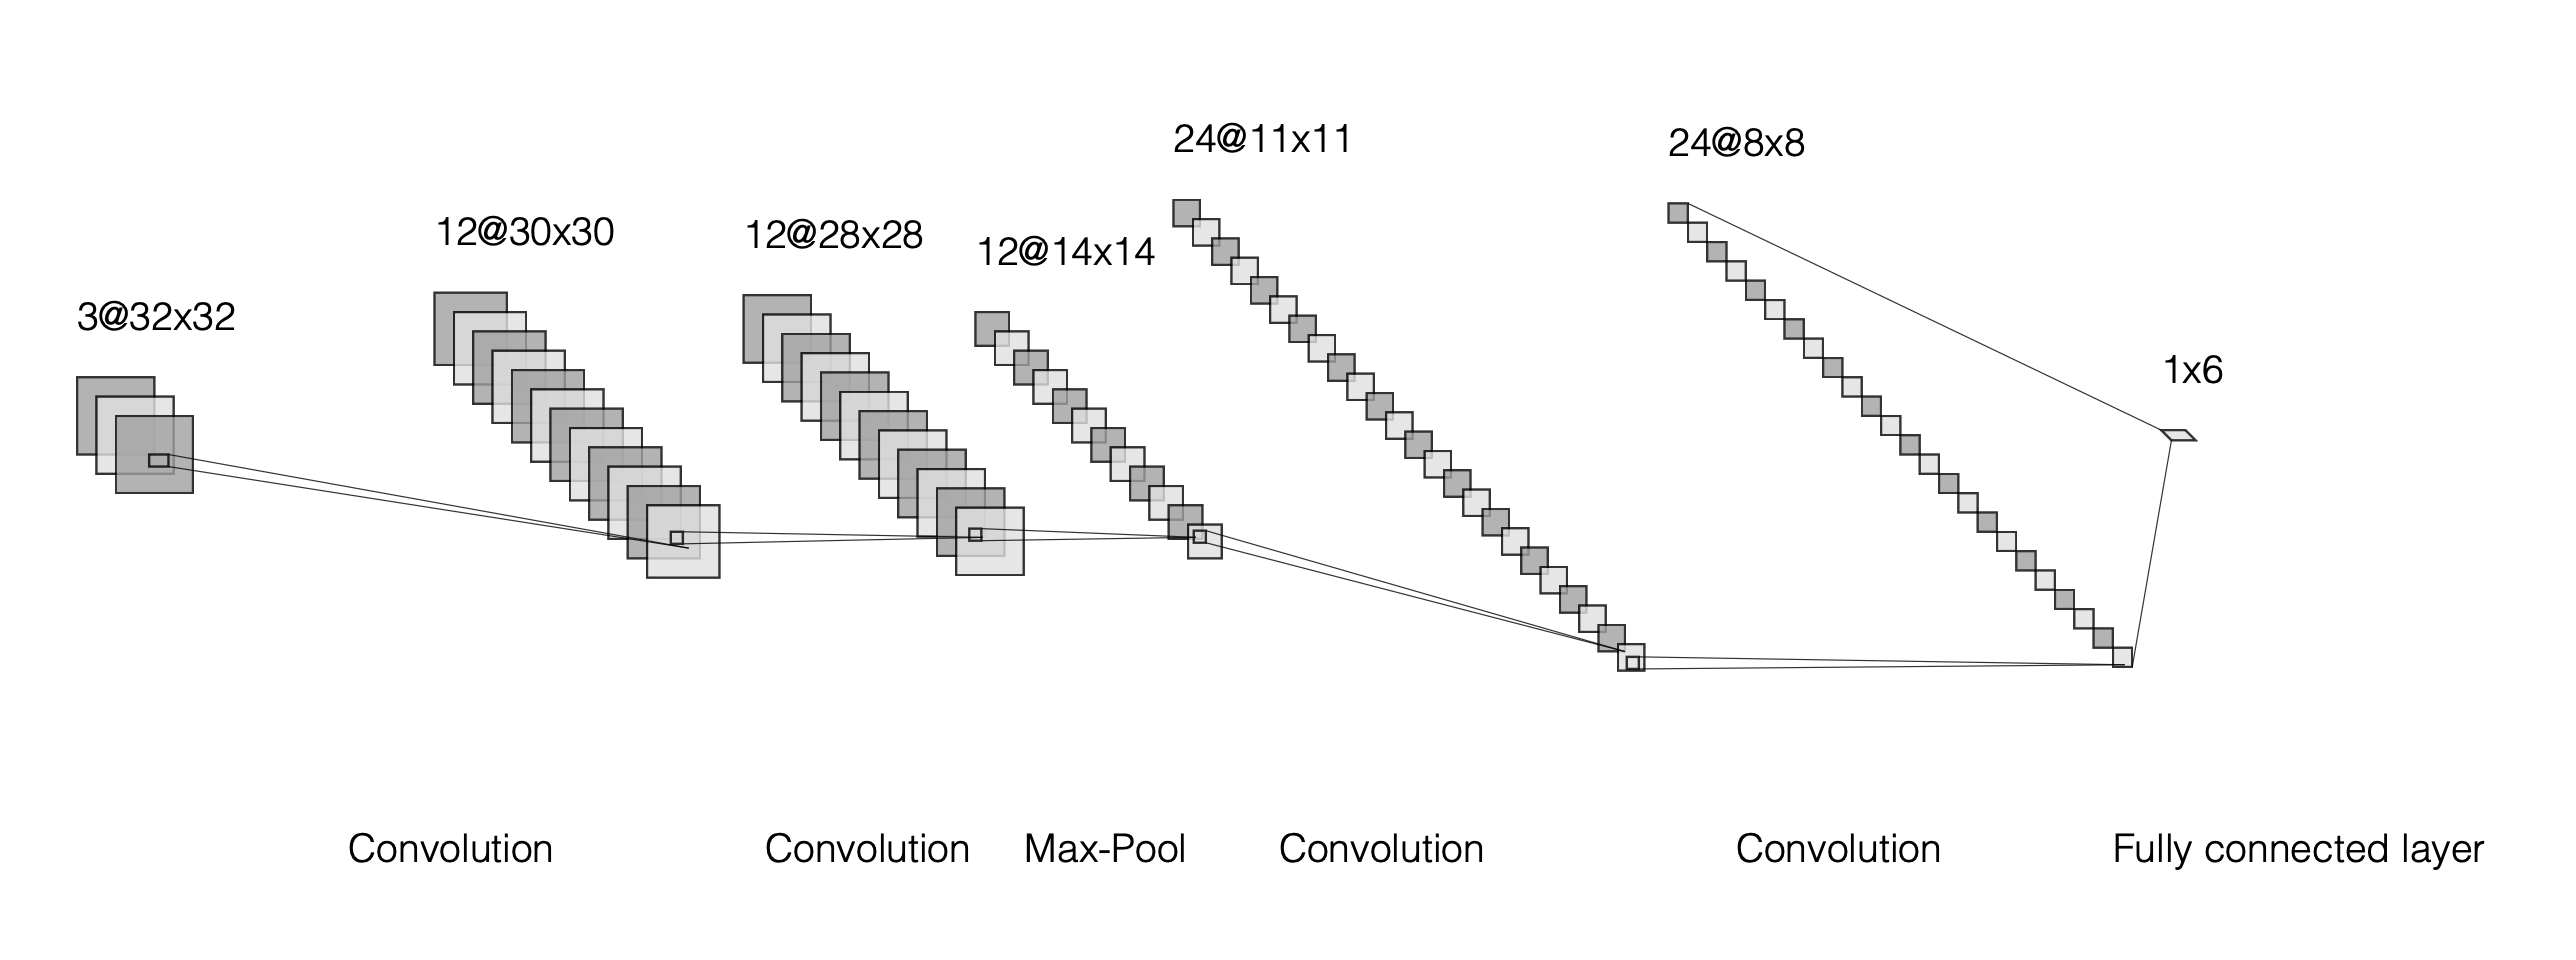 3@32x32
12@30x30
12@28x28
12@14x14
24@11x11
24@8x8
1x6
Convolution
Convolution
Max-Pool
Convolution
Convolution
Fully connected layer